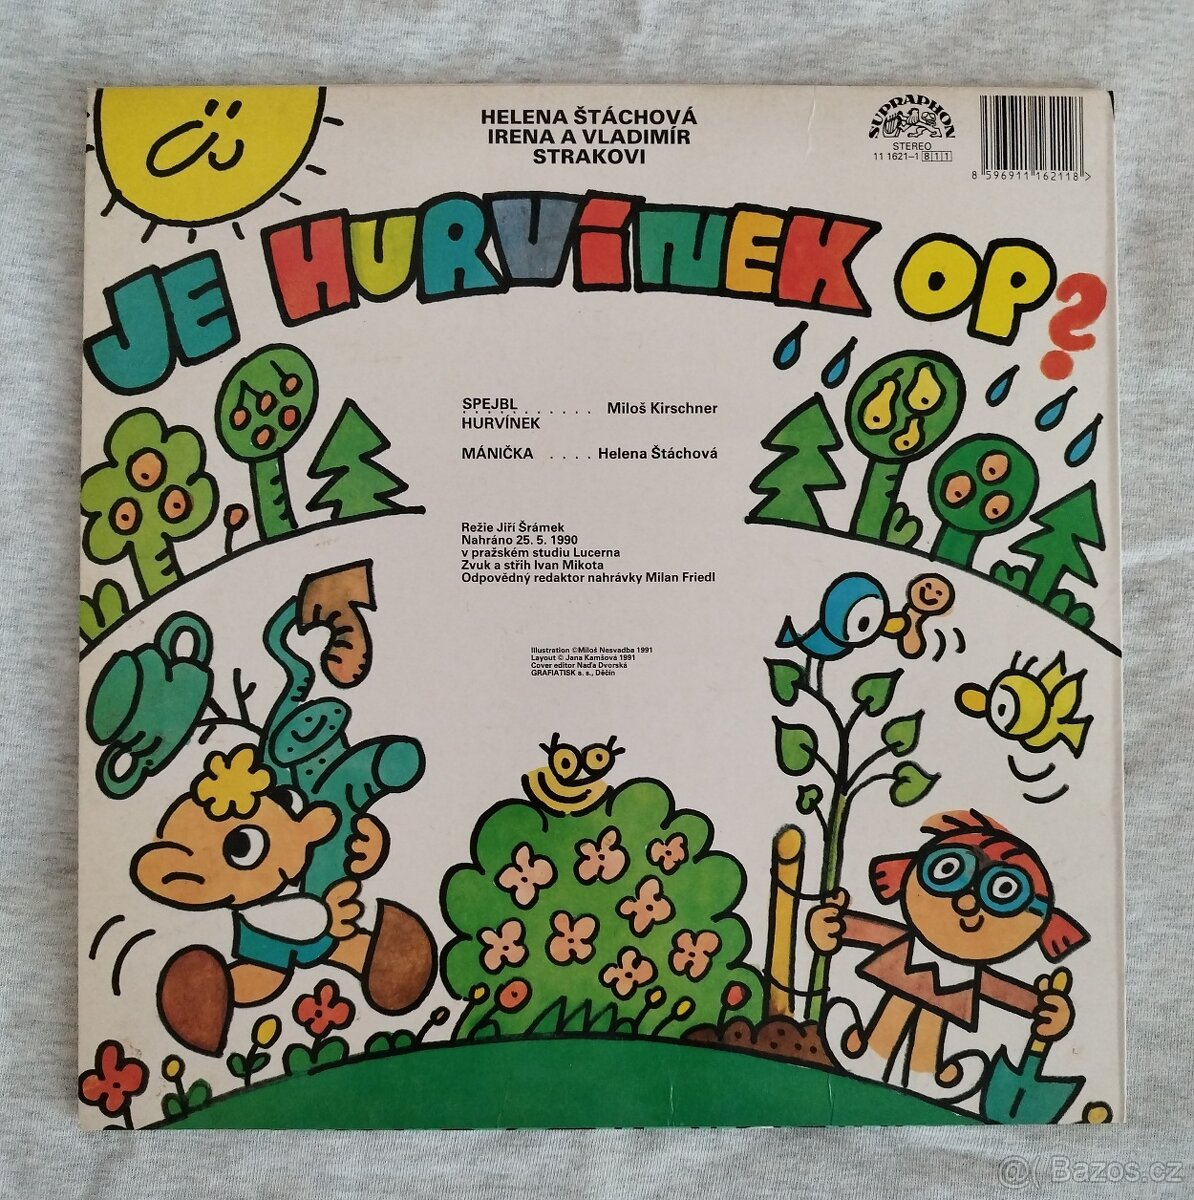 HELENA ŠTÁCHOVÁ
IRENA A VLADIMÍR
STRAKOVI
SUPRAPHON
STEREO
11 1621-1 811
8 596911 162118 >
JE HURVÍNEK OP?
SPEJBL
HURVÍNEK . . . . . . . . . . . Miloš Kirschner
MÁNIČKA . . . . Helena Štáchová
Režie Jiří Šrámek
Nahráno 25. 5. 1990
v pražském studiu Lucerna
Zvuk a střih Ivan Mikota
Odpovědný redaktor nahrávky Milan Friedl
Illustration ©Miloš Nesvadba 1991
Layout © Jana Kamšová 1991
Cover editor Naďa Dvorská
GRAFIATISK s. s., Děčín
@ Bazos.cz